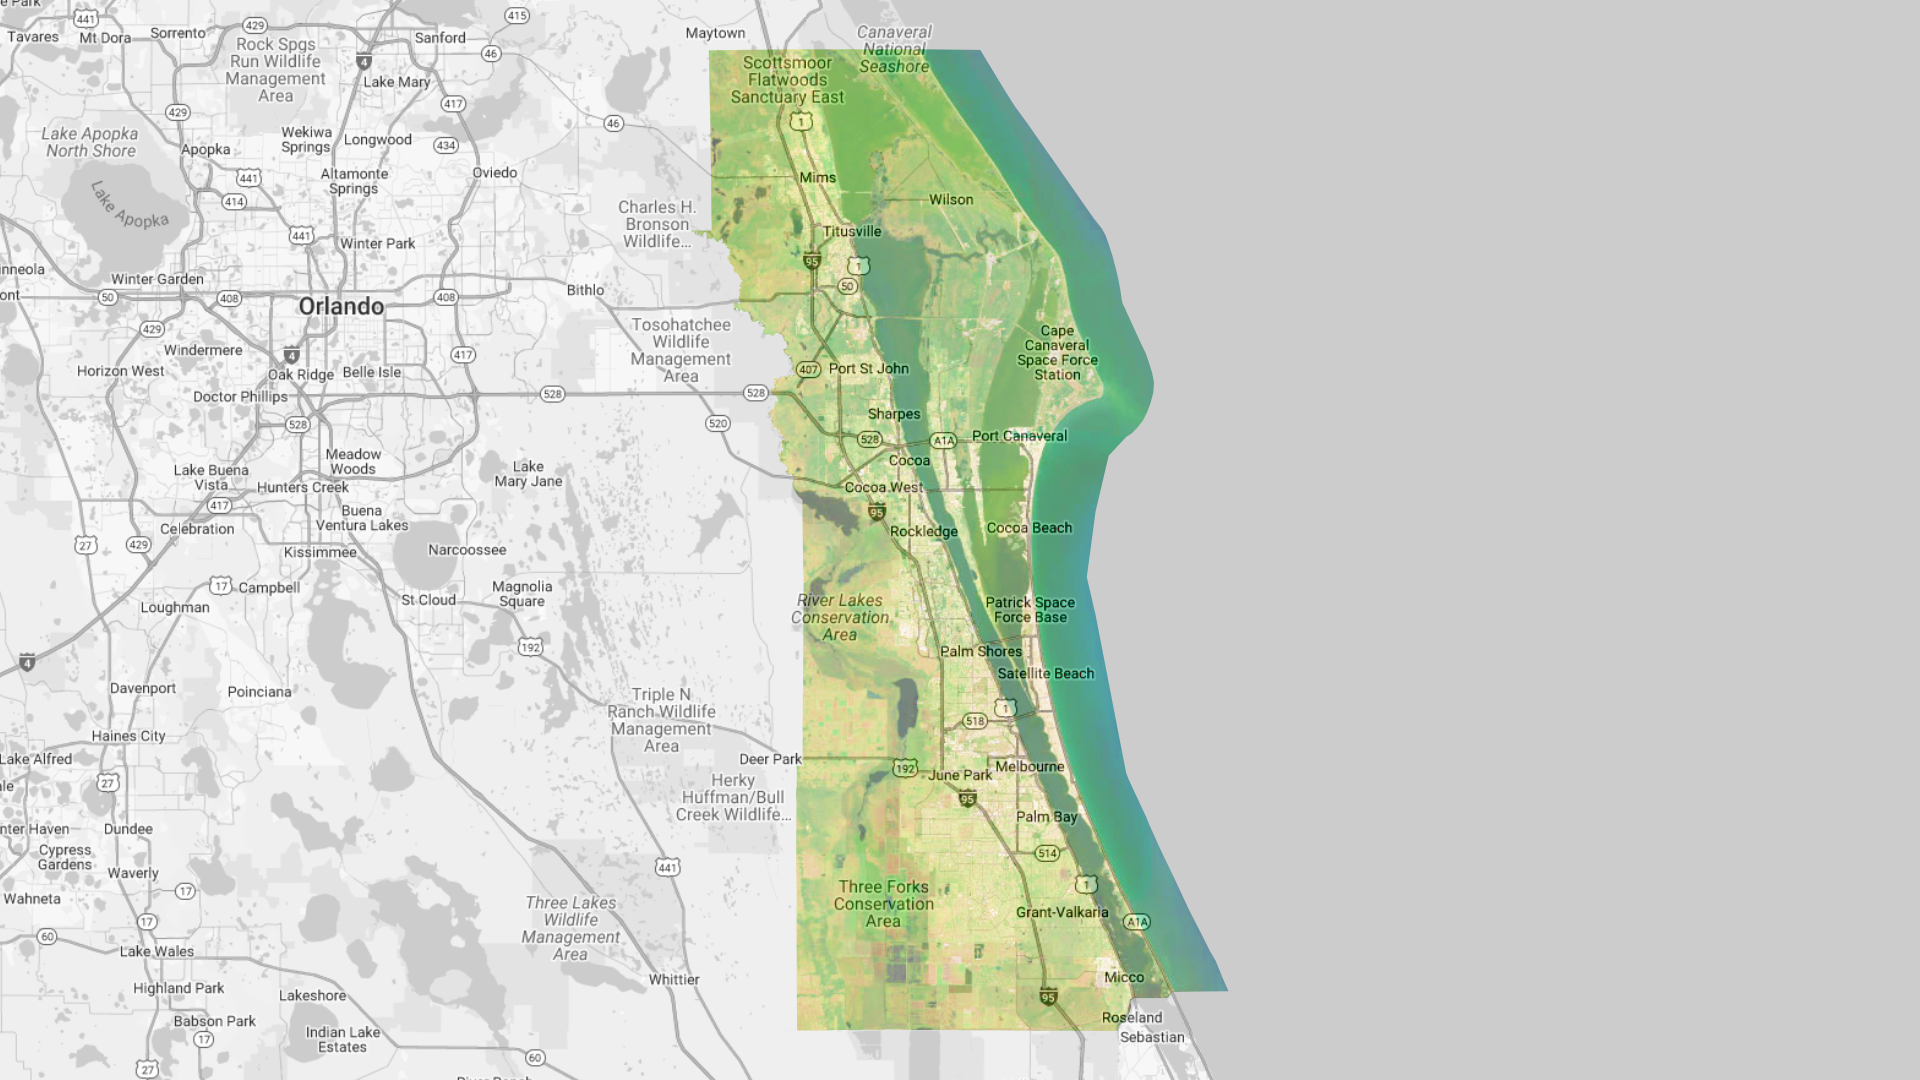 441
Tavares
Mt Dora
Sorrento
429
Rock Spgs
Run Wildlife
Management
Area
4
Sanford
415
46
Lake Mary
417
429
46
Maytown
Canaveral
National
Seashore
Scottsmoor
Flatwoods
Sanctuary East
1
Lake Apopka
North Shore
Wekiwa
Springs
Longwood
434
Apopka
441
Altamonte
Springs
Oviedo
414
Lake Apopka
441
Winter Park
Charles H.
Bronson
Wildlife...
Mims
Wilson
Titusville
95
1
50
Winter Garden
50
408
Orlando
408
Bithlo
429
Windermere
4
417
Tosohatchee
Wildlife
Management
Area
Cape
Canaveral
Space Force
Station
Horizon West
Oak Ridge
Belle Isle
407
Port St John
Doctor Phillips
528
528
528
520
Sharpes
528
A1A
Port Canaveral
Meadow
Woods
Lake Buena
Vista
Lake
Mary Jane
Cocoa
Hunters Creek
417
Cocoa West
Celebration
Buena
Ventura Lakes
95
Rockledge
Cocoa Beach
27
429
Kissimmee
Narcoossee
17
Campbell
Magnolia
Square
Loughman
St Cloud
River Lakes
Conservation
Area
Patrick Space
Force Base
4
192
Palm Shores
Satellite Beach
Davenport
Poinciana
Triple N
Ranch Wildlife
Management
Area
1
518
Haines City
Lake Alfred
27
Deer Park
192
June Park
Melbourne
Herky
Huffman/Bull
Creek Wildlife...
95
Palm Bay
Dundee
Cypress
Gardens
Waverly
441
514
17
Wahneta
17
1
Three Forks
Conservation
Area
Grant-Valkaria
A1A
Three Lakes
Wildlife
Management
Area
60
Lake Wales
Whittier
Micco
Highland Park
Lakeshore
95
Babson Park
17
Indian Lake
Estates
Roseland
Sebastian
60
27